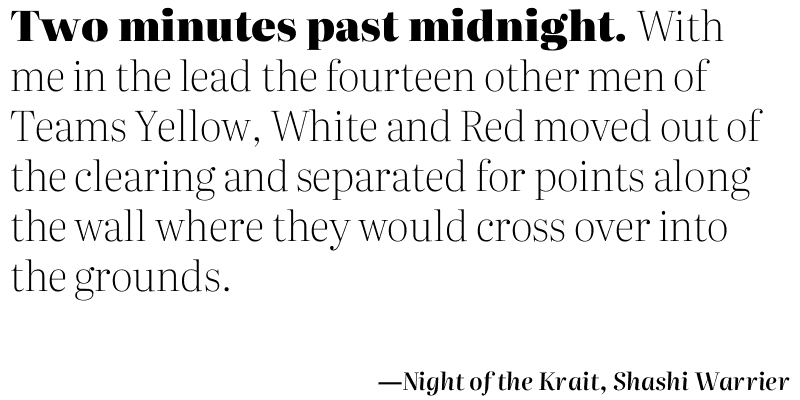 Two minutes past midnight. With
me in the lead the fourteen other men of
Teams Yellow, White and Red moved out of
the clearing and separated for points along
the wall where they would cross over into
the grounds.
—Night of the Krait, Shashi Warrier